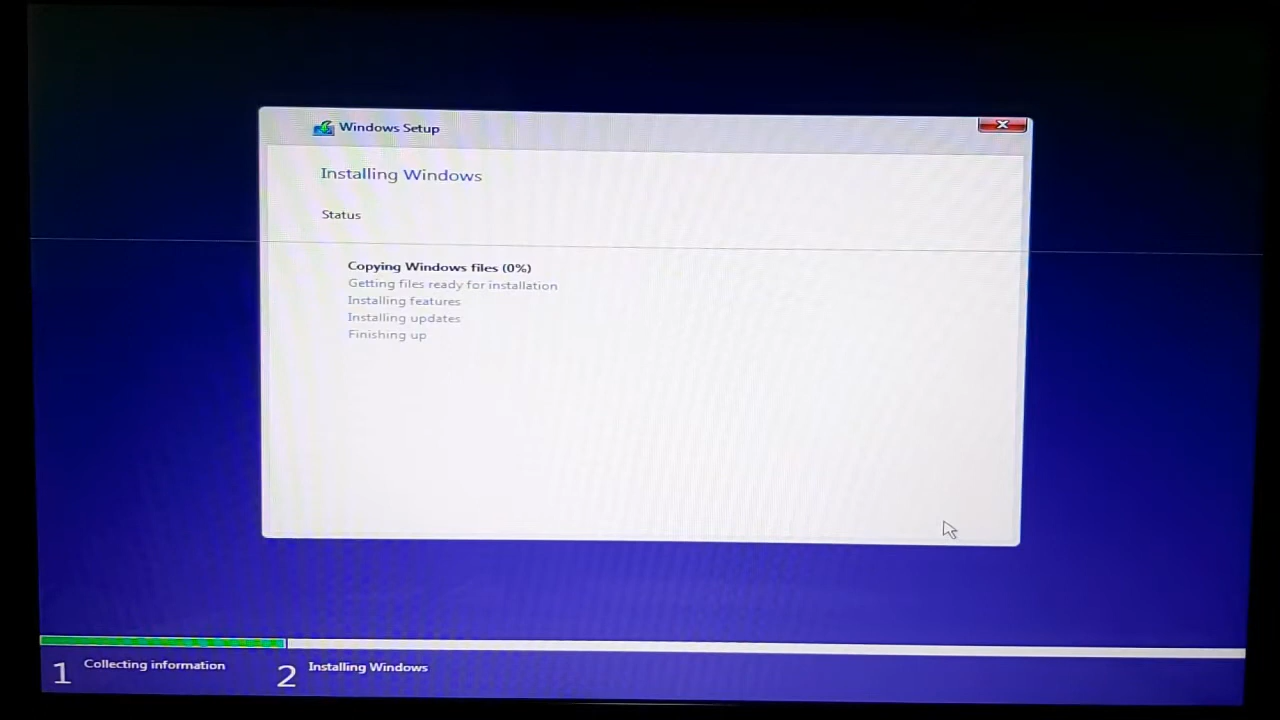 Windows Setup
Installing Windows
Status
Copying Windows files (0%)
Getting files ready for installation
Installing features
Installing updates
Finishing up
1 Collecting information
2 Installing Windows